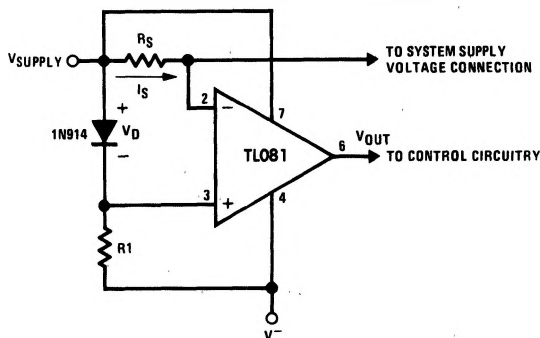 VSUPPLY
RS
IS
TO SYSTEM SUPPLY
VOLTAGE CONNECTION
1N914
+
VD
−
2
−
7
TL081
6
VOUT
TO CONTROL CIRCUITRY
3
+
4
R1
V−